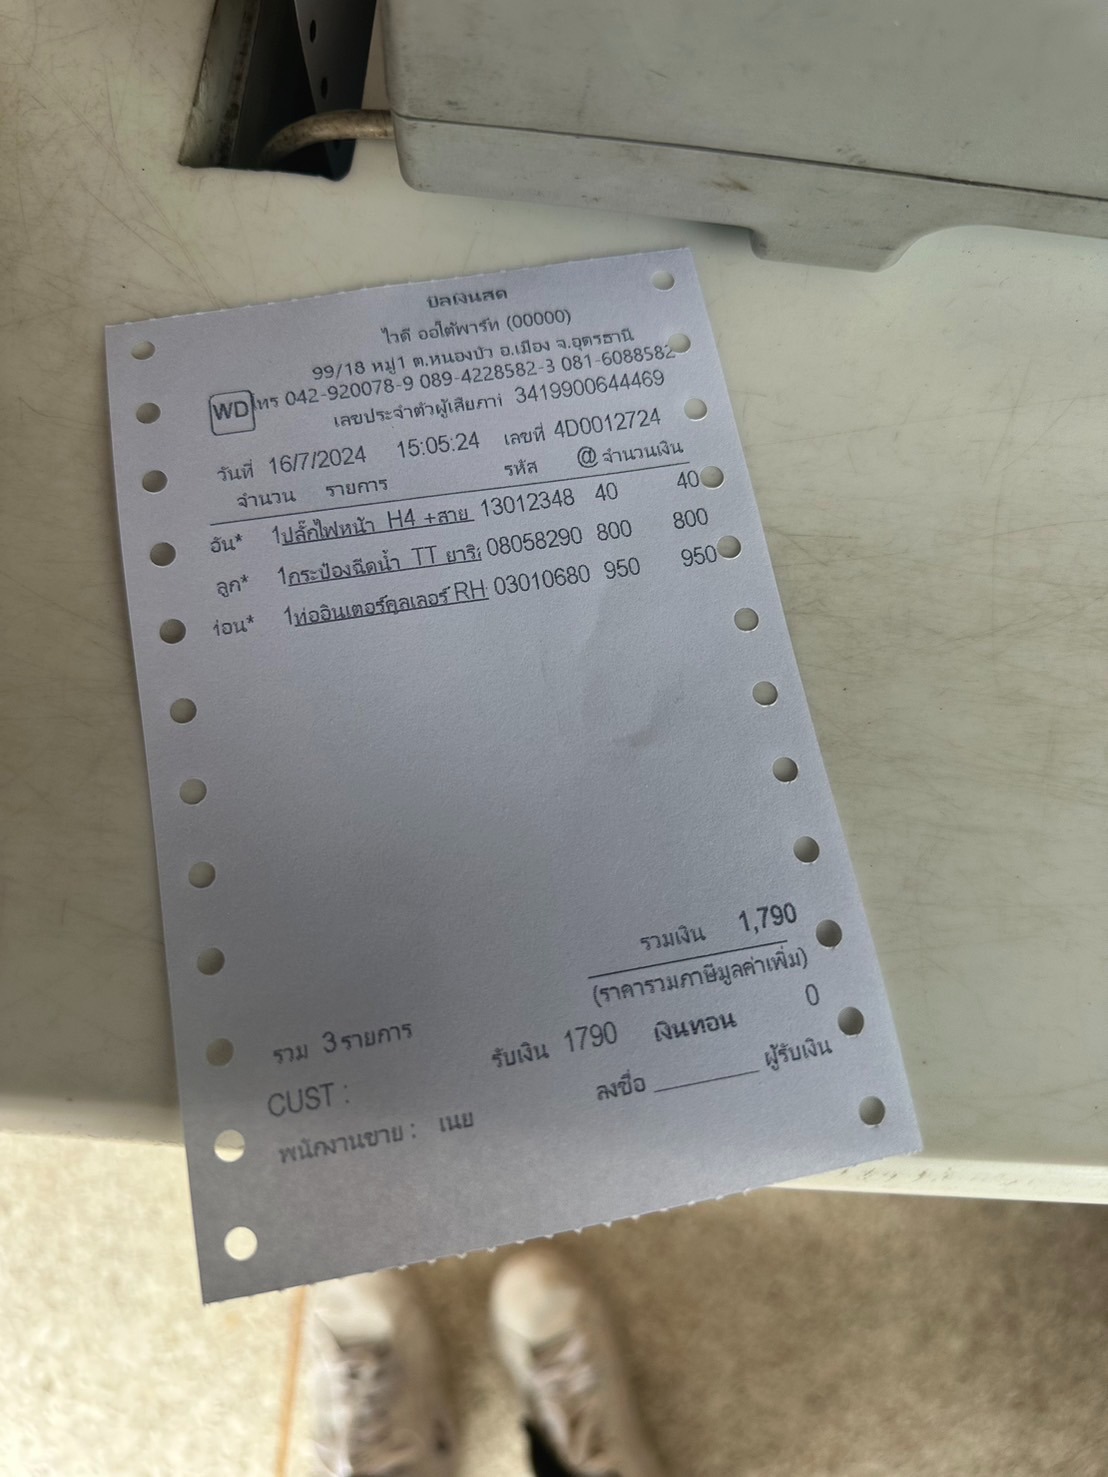 บิลเงินสด
ไวดี ออโต้พาร์ท (00000)
99/18 หมู่1 ต.หนองบัว อ.เมือง จ.อุดรธานี
WD โทร 042-920078-9 089-4228582-3 081-6088582
เลขประจำตัวผู้เสียภาษี 3419900644469
วันที่ 16/7/2024 15:05:24 เลขที่ 4D0012724
จำนวน รายการ รหัส @ จำนวนเงิน
อัน* 1 ปลั๊กไฟหน้า H4 +สาย 13012348 40 40
ลูก* 1 กระป๋องฉีดน้ำ TT ยาริส 08058290 800 800
ท่อน* 1 ท่ออินเตอร์คูลเลอร์ RH 03010680 950 950
รวมเงิน 1,790
(ราคารวมภาษีมูลค่าเพิ่ม)
รวม 3 รายการ รับเงิน 1790 เงินทอน 0
CUST : ลงชื่อ ________ ผู้รับเงิน
พนักงานขาย : เนย